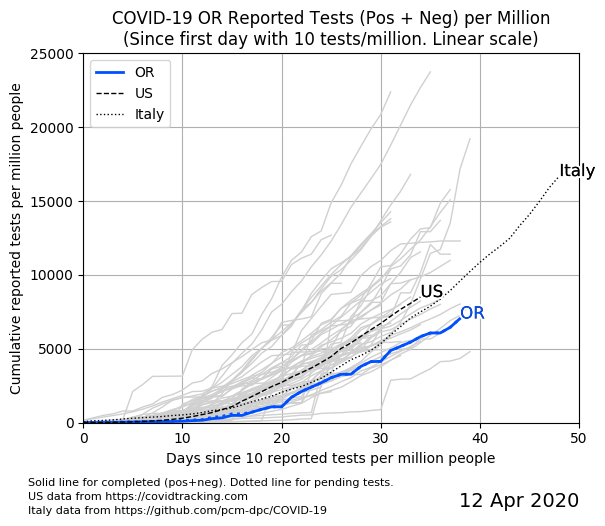 COVID-19 OR Reported Tests (Pos + Neg) per Million
(Since first day with 10 tests/million. Linear scale)
Cumulative reported tests per million people
25000
20000
15000
10000
5000
0
OR
US
Italy
Italy
US
OR
0 10 20 30 40 50
Days since 10 reported tests per million people
Solid line for completed (pos+neg). Dotted line for pending tests.
US data from https://covidtracking.com
Italy data from https://github.com/pcm-dpc/COVID-19
12 Apr 2020